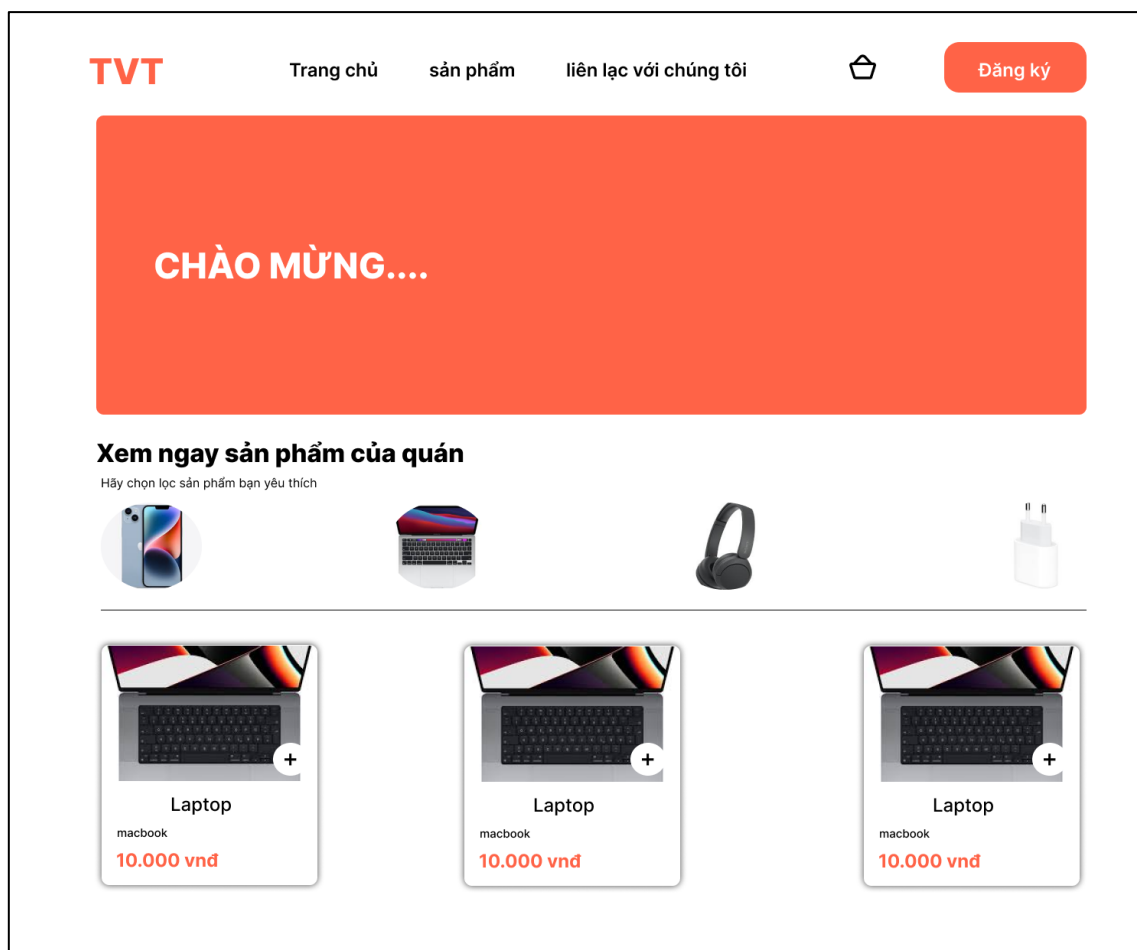 TVT
Trang chủ
sản phẩm
liên lạc với chúng tôi
Đăng ký
CHÀO MỪNG....
Xem ngay sản phẩm của quán
Hãy chọn lọc sản phẩm bạn yêu thích
+
+
+
Laptop
Laptop
Laptop
macbook
macbook
macbook
10.000 vnđ
10.000 vnđ
10.000 vnđ